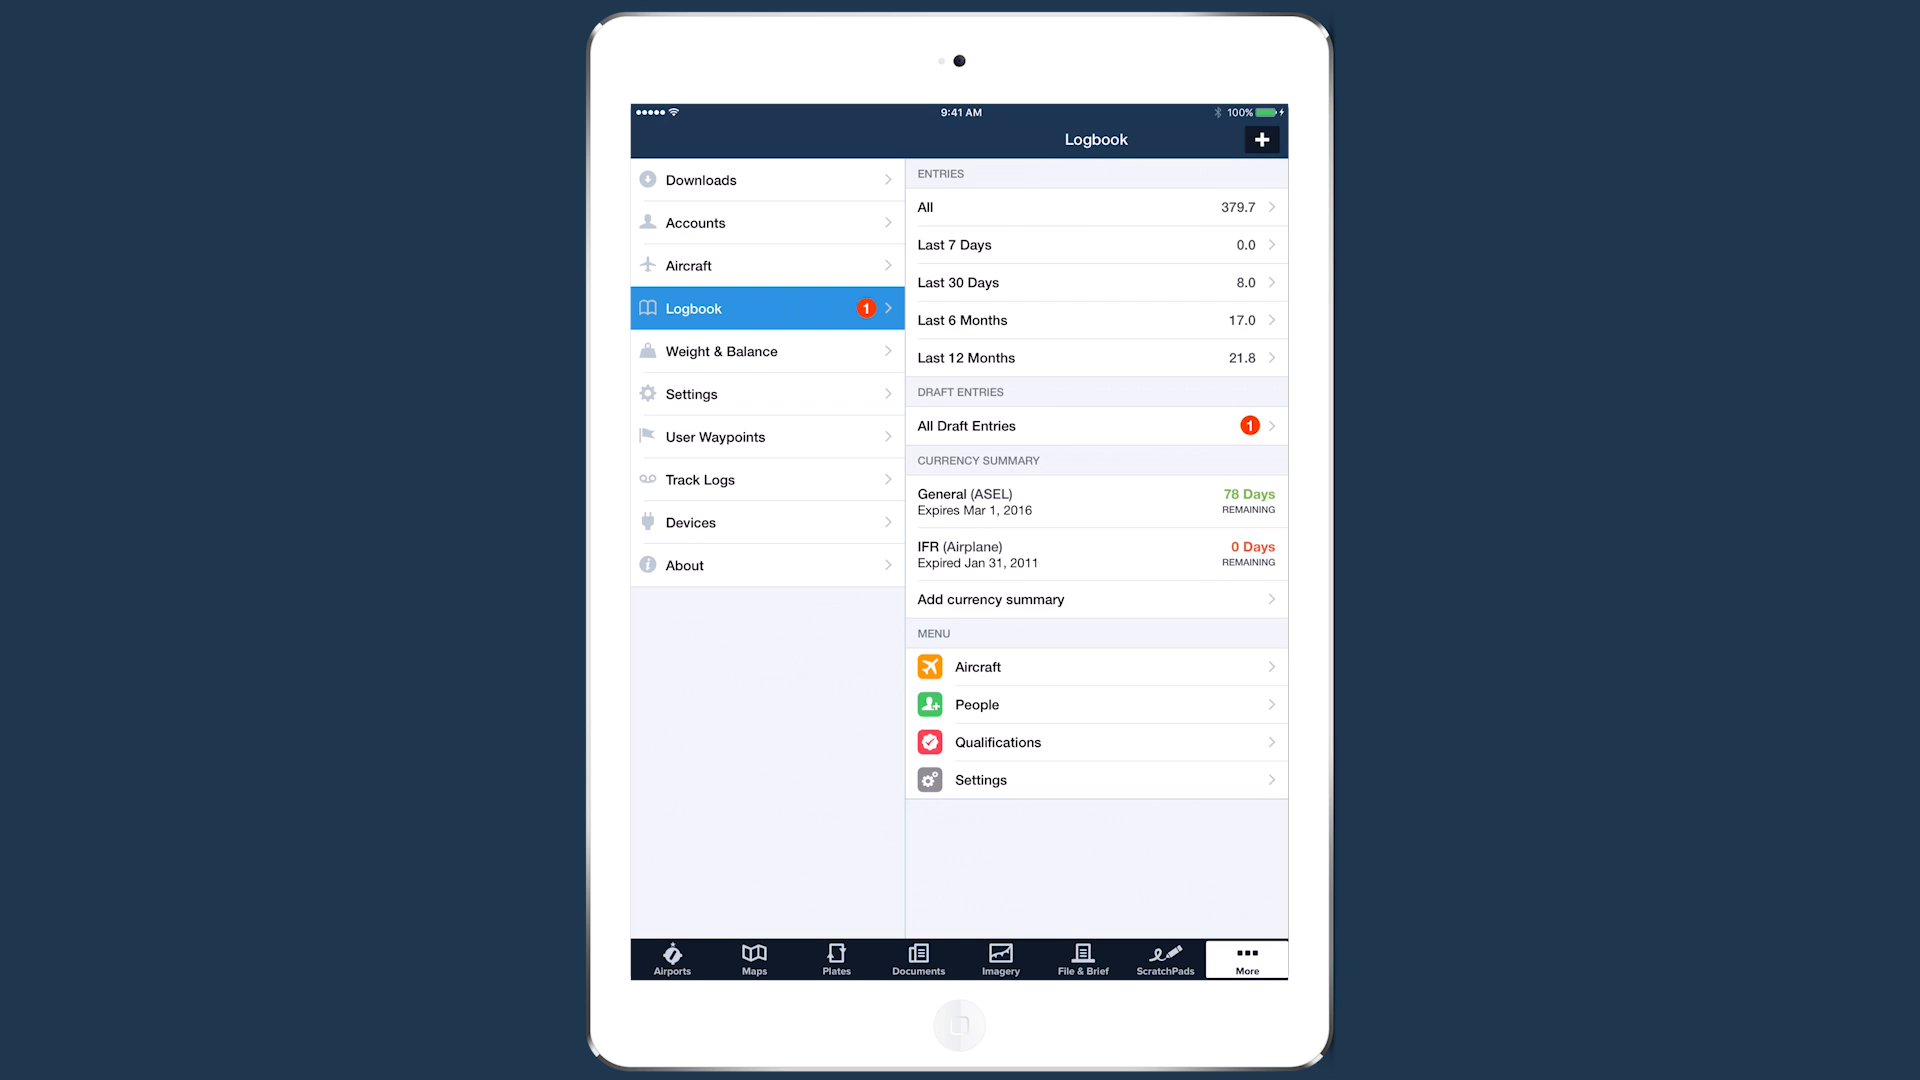 9:41 AM
100%
Logbook
Downloads
Accounts
Aircraft
Logbook 1
Weight & Balance
Settings
User Waypoints
Track Logs
Devices
About
ENTRIES
All 379.7
Last 7 Days 0.0
Last 30 Days 8.0
Last 6 Months 17.0
Last 12 Months 21.8
DRAFT ENTRIES
All Draft Entries 1
CURRENCY SUMMARY
General (ASEL) 78 Days
Expires Mar 1, 2016 REMAINING
IFR (Airplane) 0 Days
Expired Jan 31, 2011 REMAINING
Add currency summary
MENU
Aircraft
People
Qualifications
Settings
Airports Maps Plates Documents Imagery File & Brief ScratchPads More